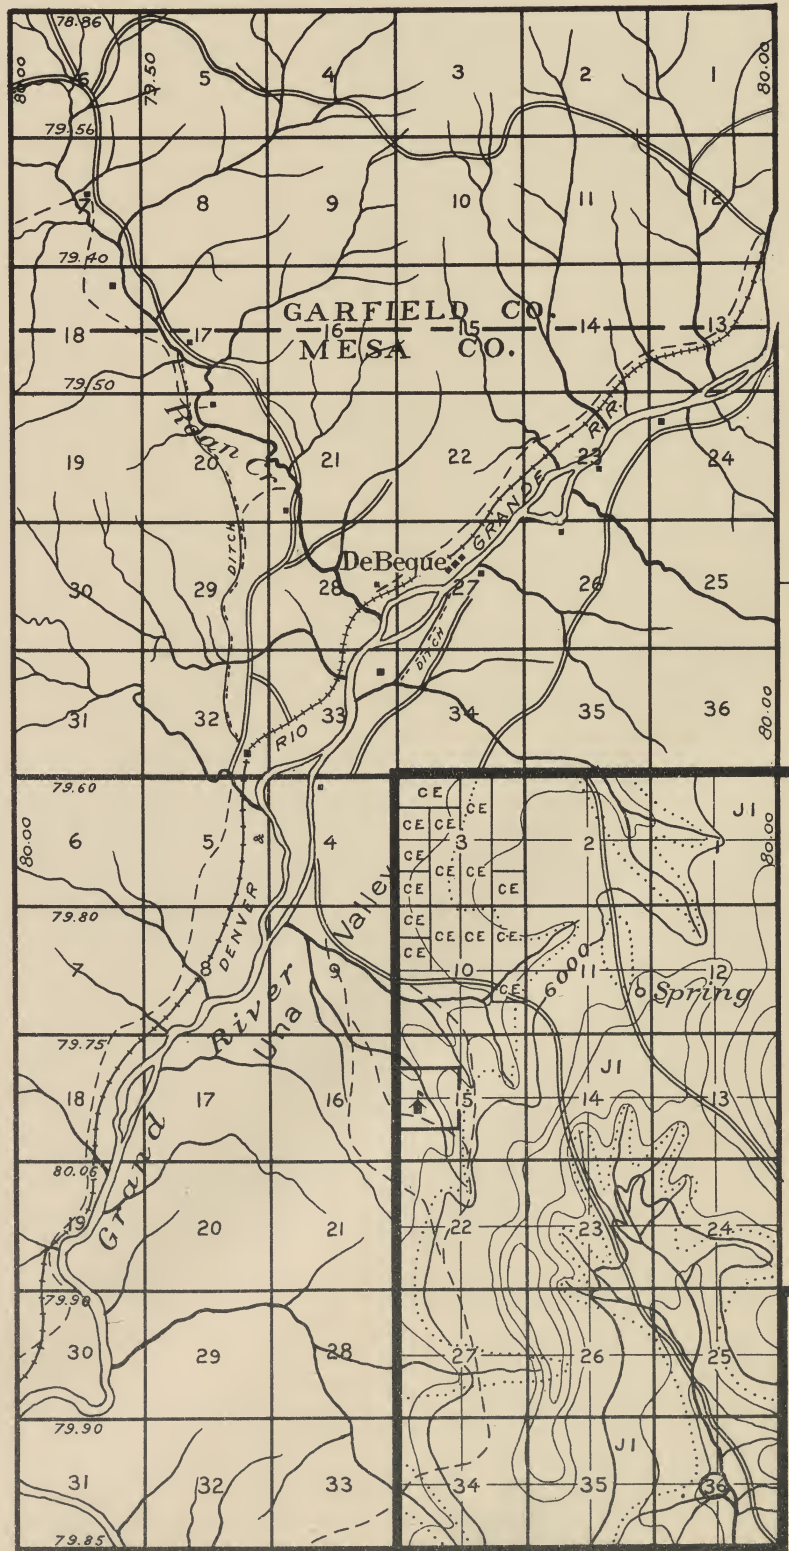 78.86
80.00 6 79.50 5 4 3 2 1 80.00
79.56
7 8 9 10 11 12
79.40
GARFIELD CO.
18 17 16 15 14 13
MESA CO.
79.50
Roan Cr.
19 20 21 22 23 24
R.R.
GRANDE
DITCH
DeBeque
30 29 28 27 26 25
DITCH
31 32 33 34 35 36 80.00
RIO
79.60
80.00 6 5 & 4 3 2 1 J1 80.00
CE
CE
CE CE
CE
CE CE
CE CE
CE
CE CE CE
CE
CE
79.80
DENVER
Valley
7 8 9 10 11 12
6000
Spring
River
Una
79.75
J1
18 17 16 15 14 13
80.06
Grand
19 20 21 22 23 24
79.98
30 29 28 27 26 25
79.90
J1
31 32 33 34 35 36
79.85